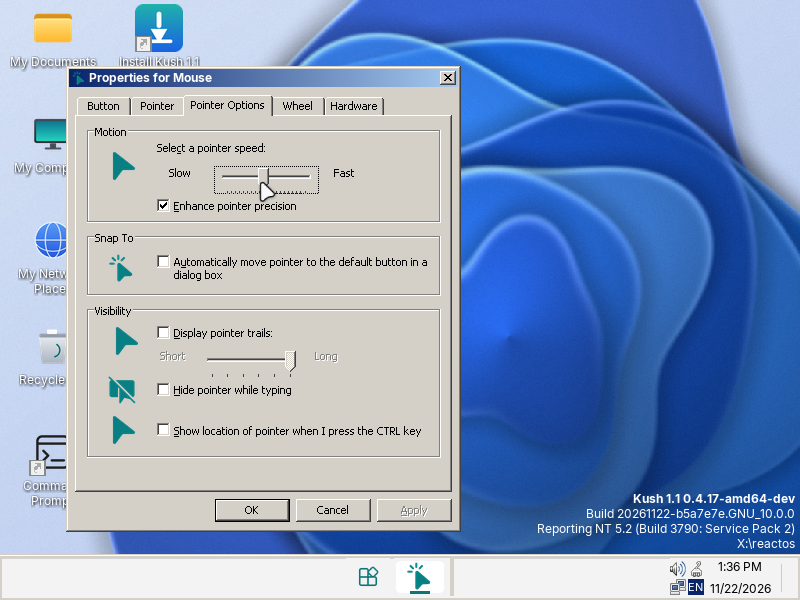 My Documents
Install Kush 1.1
Properties for Mouse
Button
Pointer
Pointer Options
Wheel
Hardware
Motion
Select a pointer speed:
Slow
Fast
Enhance pointer precision
Snap To
Automatically move pointer to the default button in a
dialog box
Visibility
Display pointer trails:
Short
Long
Hide pointer while typing
Show location of pointer when I press the CTRL key
OK
Cancel
Apply
My Comp
My Netw
Place
Recycle
Comma
Promp
Kush 1.1 0.4.17-amd64-dev
Build 20261122-b5a7e7e.GNU_10.0.0
Reporting NT 5.2 (Build 3790: Service Pack 2)
X:\reactos
1:36 PM
EN
11/22/2026